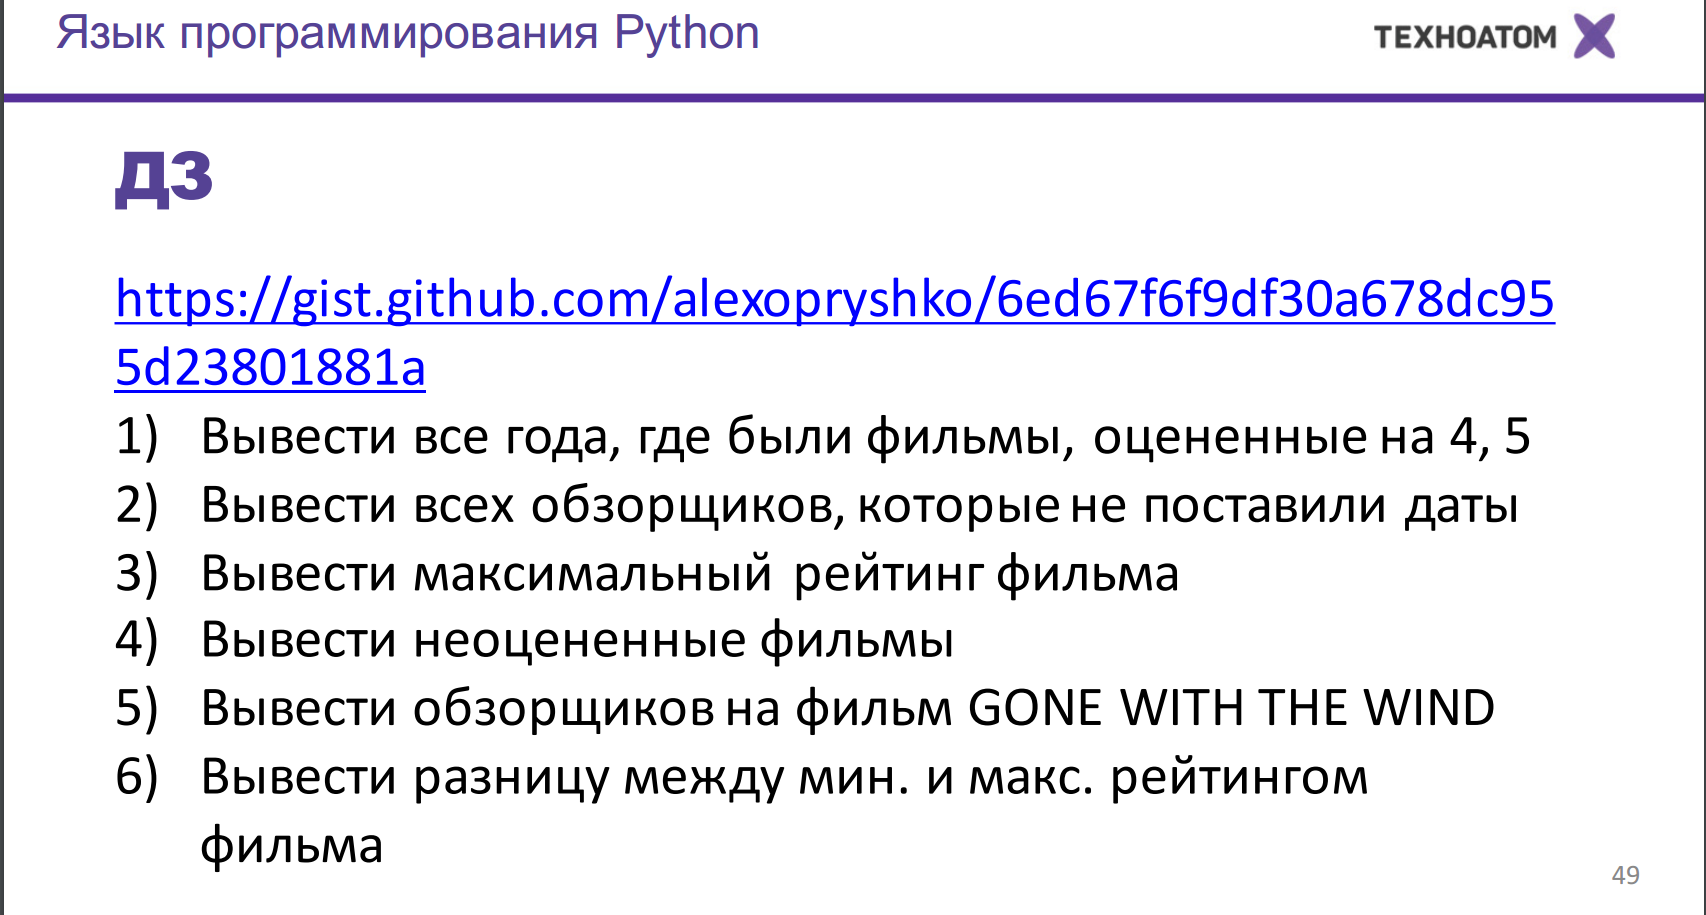 Язык программирования Python
ТЕХНОАТОМ
ДЗ
https://gist.github.com/alexopryshko/6ed67f6f9df30a678dc95
5d23801881a
1) Вывести все года, где были фильмы, оцененные на 4, 5
2) Вывести всех обзорщиков, которые не поставили даты
3) Вывести максимальный рейтинг фильма
4) Вывести неоцененные фильмы
5) Вывести обзорщиков на фильм GONE WITH THE WIND
6) Вывести разницу между мин. и макс. рейтингом
фильма
49